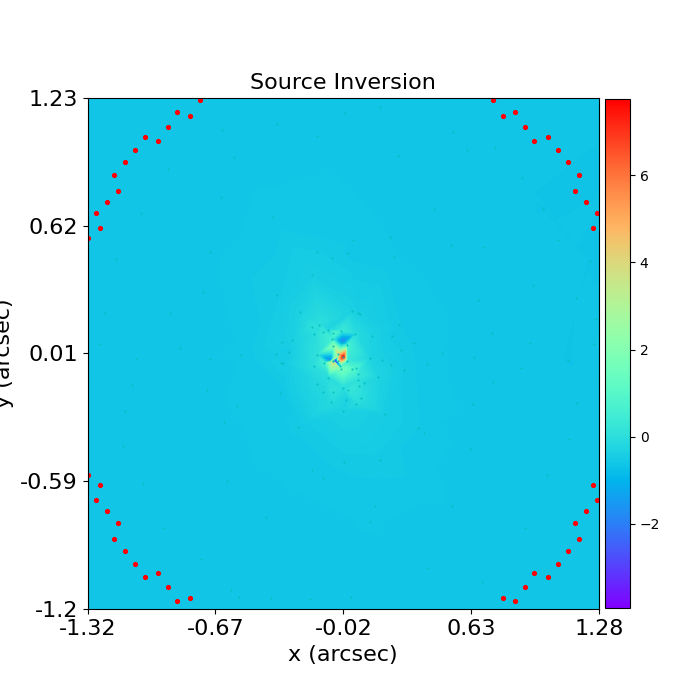 Source Inversion
1.23
0.62
0.01
-0.59
-1.2
y (arcsec)
-1.32 -0.67 -0.02 0.63 1.28
x (arcsec)
6
4
2
0
−2